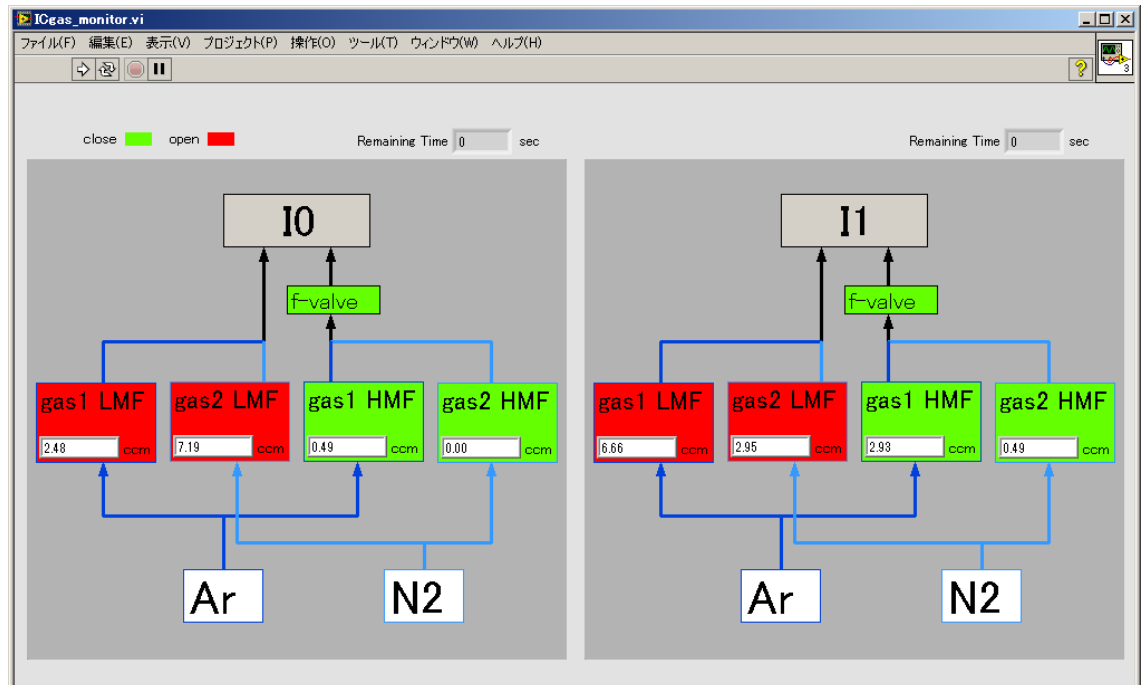 ICgas_monitor.vi
ファイル(F) 編集(E) 表示(V) プロジェクト(P) 操作(O) ツール(T) ウィンドウ(W) ヘルプ(H)
?
3
close open Remaining Time 0 sec
Remaining Time 0 sec
I0
f-valve
gas1 LMF gas2 LMF gas1 HMF gas2 HMF
2.48 ccm 7.19 ccm 0.49 ccm 0.00 ccm
Ar N2
I1
f-valve
gas1 LMF gas2 LMF gas1 HMF gas2 HMF
6.66 ccm 2.95 ccm 2.93 ccm 0.49 ccm
Ar N2